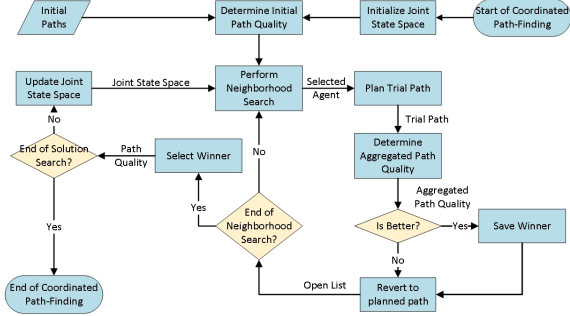 Initial
Paths
Determine Initial
Path Quality
Initialize Joint
State Space
Start of Coordinated
Path-Finding
Update Joint
State Space
Joint State Space
Perform
Neighborhood
Search
Selected
Agent
Plan Trial Path
No
Trial Path
End of Solution
Search?
Path
Quality
Select Winner
No
Determine
Aggregated Path
Quality
Yes
Aggregated
Path Quality
Yes
End of
Neighborhood
Search?
Is Better?
Yes
Save Winner
No
End of Coordinated
Path-Finding
Open List
Revert to
planned path